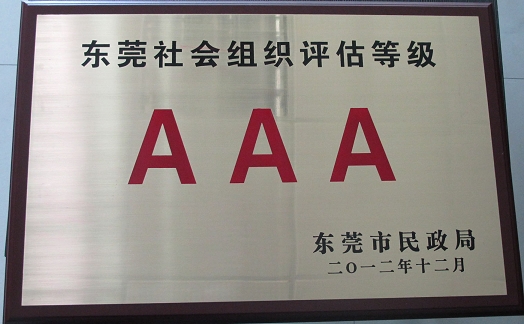 东莞社会组织评估等级
AAA
东莞市民政局
二〇一二年十二月